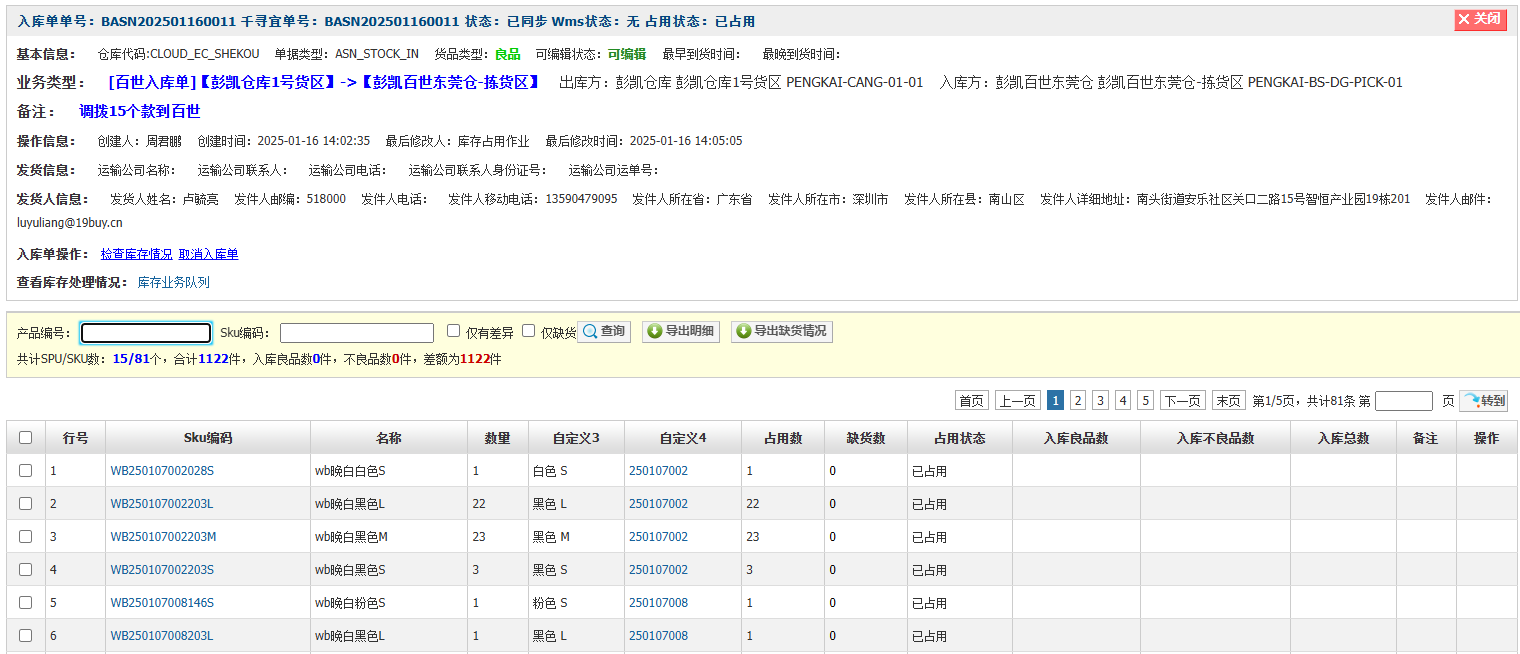 入库单单号：BASN202501160011 千寻宜单号：BASN202501160011 状态：已同步 Wms状态：无 占用状态：已占用 关闭
基本信息： 仓库代码:CLOUD_EC_SHEKOU 单据类型：ASN_STOCK_IN 货品类型：良品 可编辑状态：可编辑 最早到货时间： 最晚到货时间：
业务类型： [百世入库单]【彭凯仓库1号货区】->【彭凯百世东莞仓-拣货区】 出库方：彭凯仓库 彭凯仓库1号货区 PENGKAI-CANG-01-01 入库方：彭凯百世东莞仓 彭凯百世东莞仓-拣货区 PENGKAI-BS-DG-PICK-01
备注： 调拨15个款到百世
操作信息： 创建人：周君鹏 创建时间：2025-01-16 14:02:35 最后修改人：库存占用作业 最后修改时间：2025-01-16 14:05:05
发货信息： 运输公司名称： 运输公司联系人： 运输公司电话： 运输公司联系人身份证号： 运输公司运单号：
发货人信息： 发货人姓名：卢毓亮 发件人邮编：518000 发件人电话： 发件人移动电话：13590479095 发件人所在省：广东省 发件人所在市：深圳市 发件人所在县：南山区 发件人详细地址：南头街道安乐社区关口二路15号智恒产业园19栋201 发件人邮件：
luyuliang@19buy.cn
入库单操作： 检查库存情况 取消入库单
查看库存处理情况： 库存业务队列
产品编号： Sku编码： 仅有差异 仅缺货 查询 导出明细 导出缺货情况
共计SPU/SKU数：15/81个，合计1122件，入库良品数0件，不良品数0件，差额为1122件
首页 上一页 1 2 3 4 5 下一页 末页 第1/5页，共计81条 第 页 转到
行号 Sku编码 名称 数量 自定义3 自定义4 占用数 缺货数 占用状态 入库良品数 入库不良品数 入库总数 备注 操作
1 WB250107002028S wb晚白白色S 1 白色 S 250107002 1 0 已占用
2 WB250107002203L wb晚白黑色L 22 黑色 L 250107002 22 0 已占用
3 WB250107002203M wb晚白黑色M 23 黑色 M 250107002 23 0 已占用
4 WB250107002203S wb晚白黑色S 3 黑色 S 250107002 3 0 已占用
5 WB250107008146S wb晚白粉色S 1 粉色 S 250107008 1 0 已占用
6 WB250107008203L wb晚白黑色L 1 黑色 L 250107008 1 0 已占用